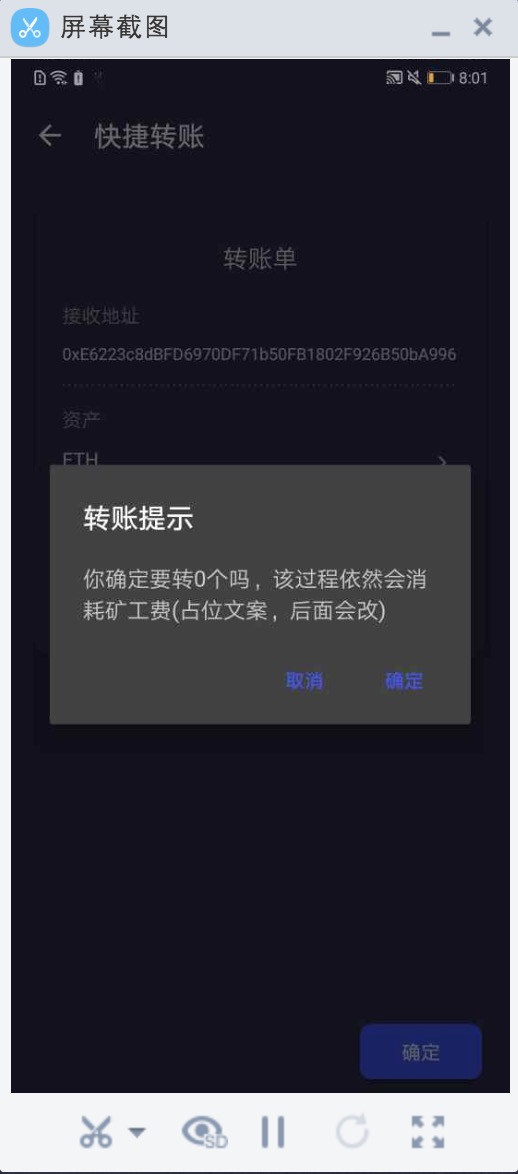 屏幕截图
8:01
快捷转账
转账单
接收地址
0xE6223c8dBFD6970DF71b50FB1802F926B50bA996
资产
ETH
转账提示
你确定要转0个吗，该过程依然会消
耗矿工费(占位文案，后面会改)
取消
确定
确定
SD